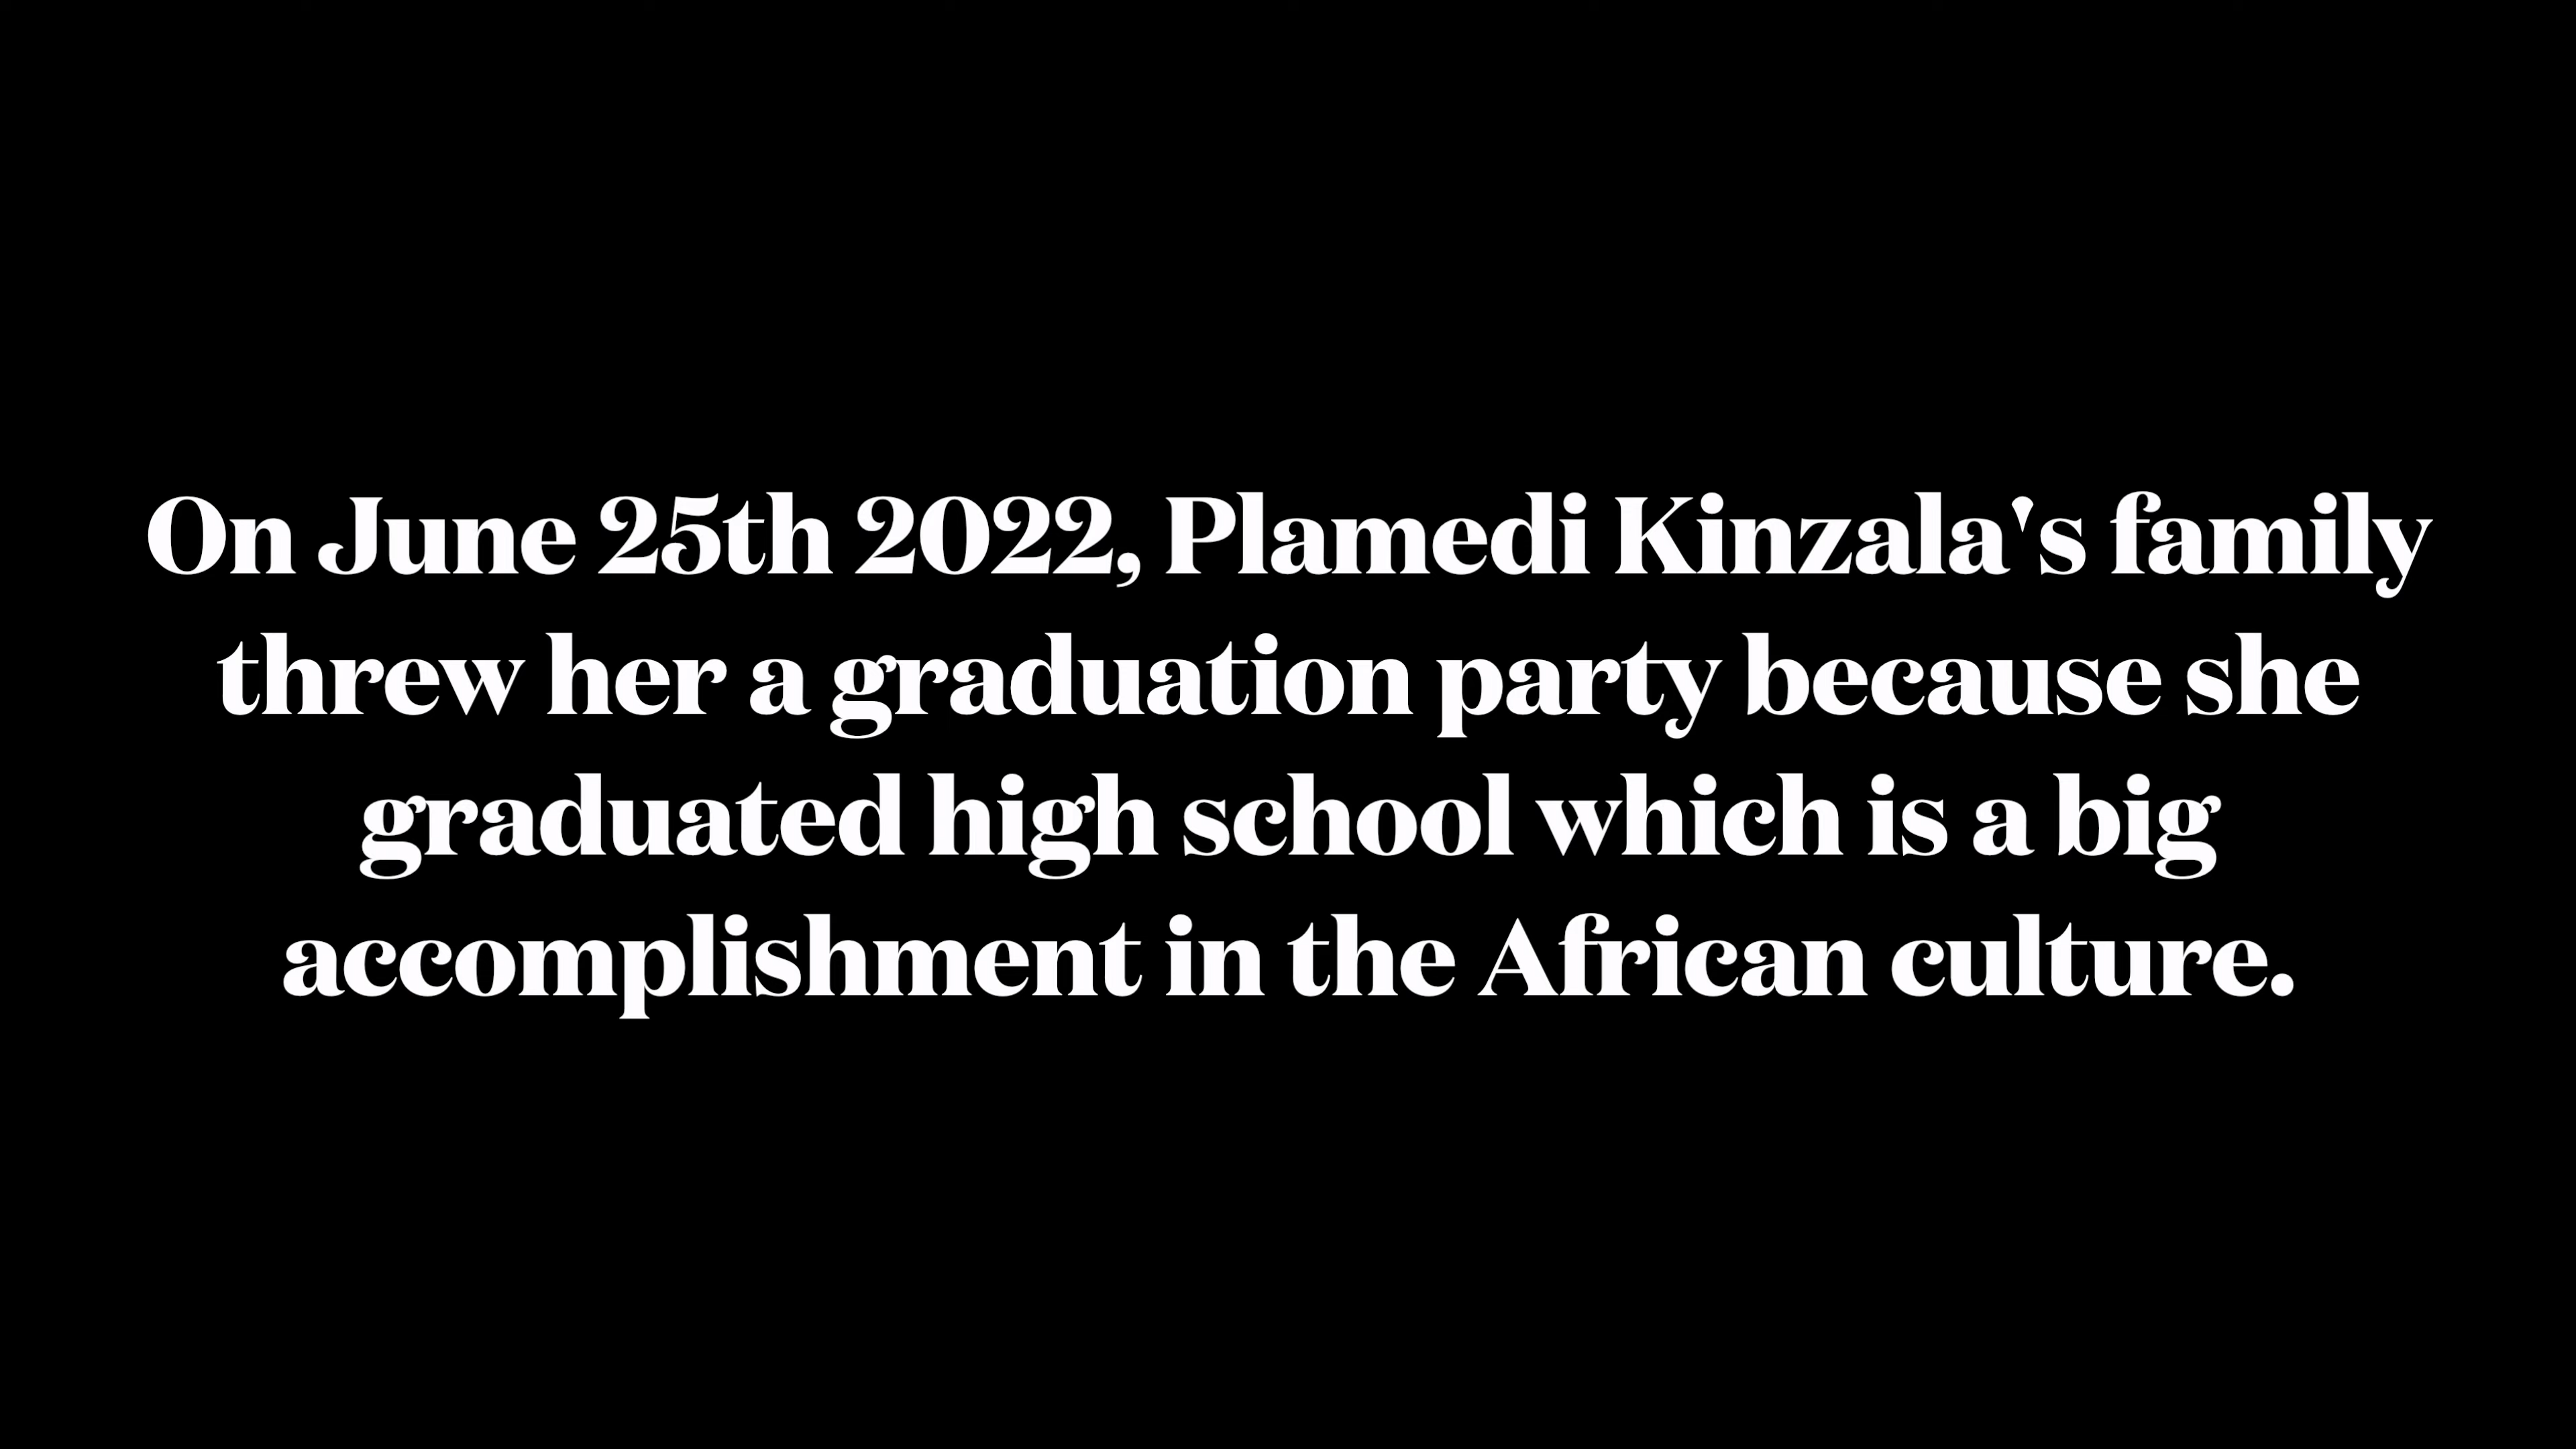 On June 25th 2022, Plamedi Kinzala's family
threw her a graduation party because she
graduated high school which is a big
accomplishment in the African culture.